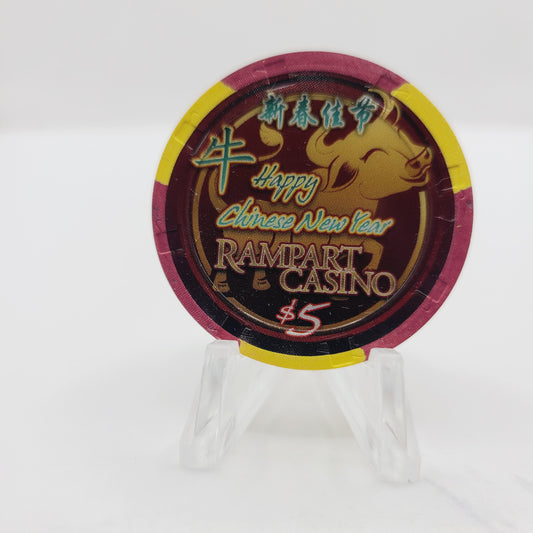 新春佳节
牛
Happy
Chinese New Year
RAMPART
CASINO
$5